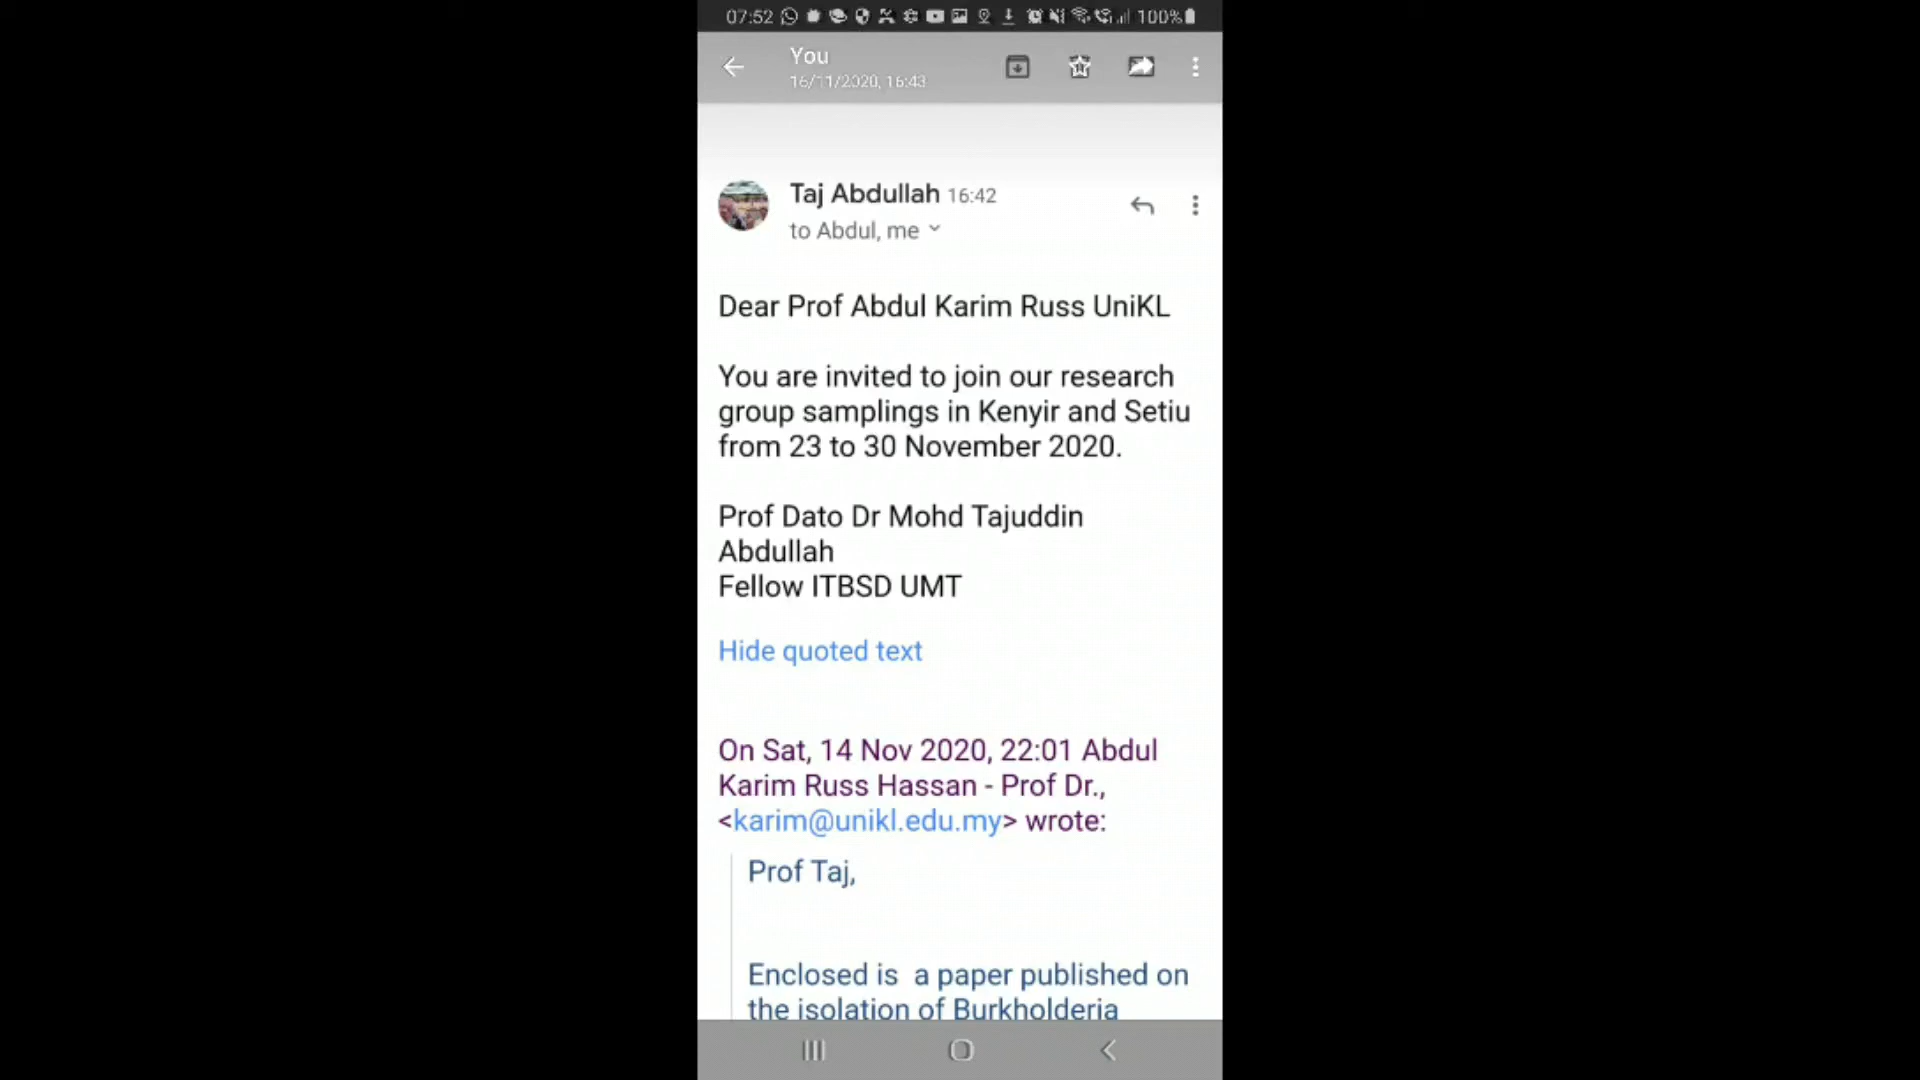 07:52 100%
You
16/11/2020, 16:43
Taj Abdullah 16:42
to Abdul, me
Dear Prof Abdul Karim Russ UniKL
You are invited to join our research
group samplings in Kenyir and Setiu
from 23 to 30 November 2020.
Prof Dato Dr Mohd Tajuddin
Abdullah
Fellow ITBSD UMT
Hide quoted text
On Sat, 14 Nov 2020, 22:01 Abdul
Karim Russ Hassan - Prof Dr.,
<karim@unikl.edu.my> wrote:
Prof Taj,
Enclosed is  a paper published on
the isolation of Burkholderia